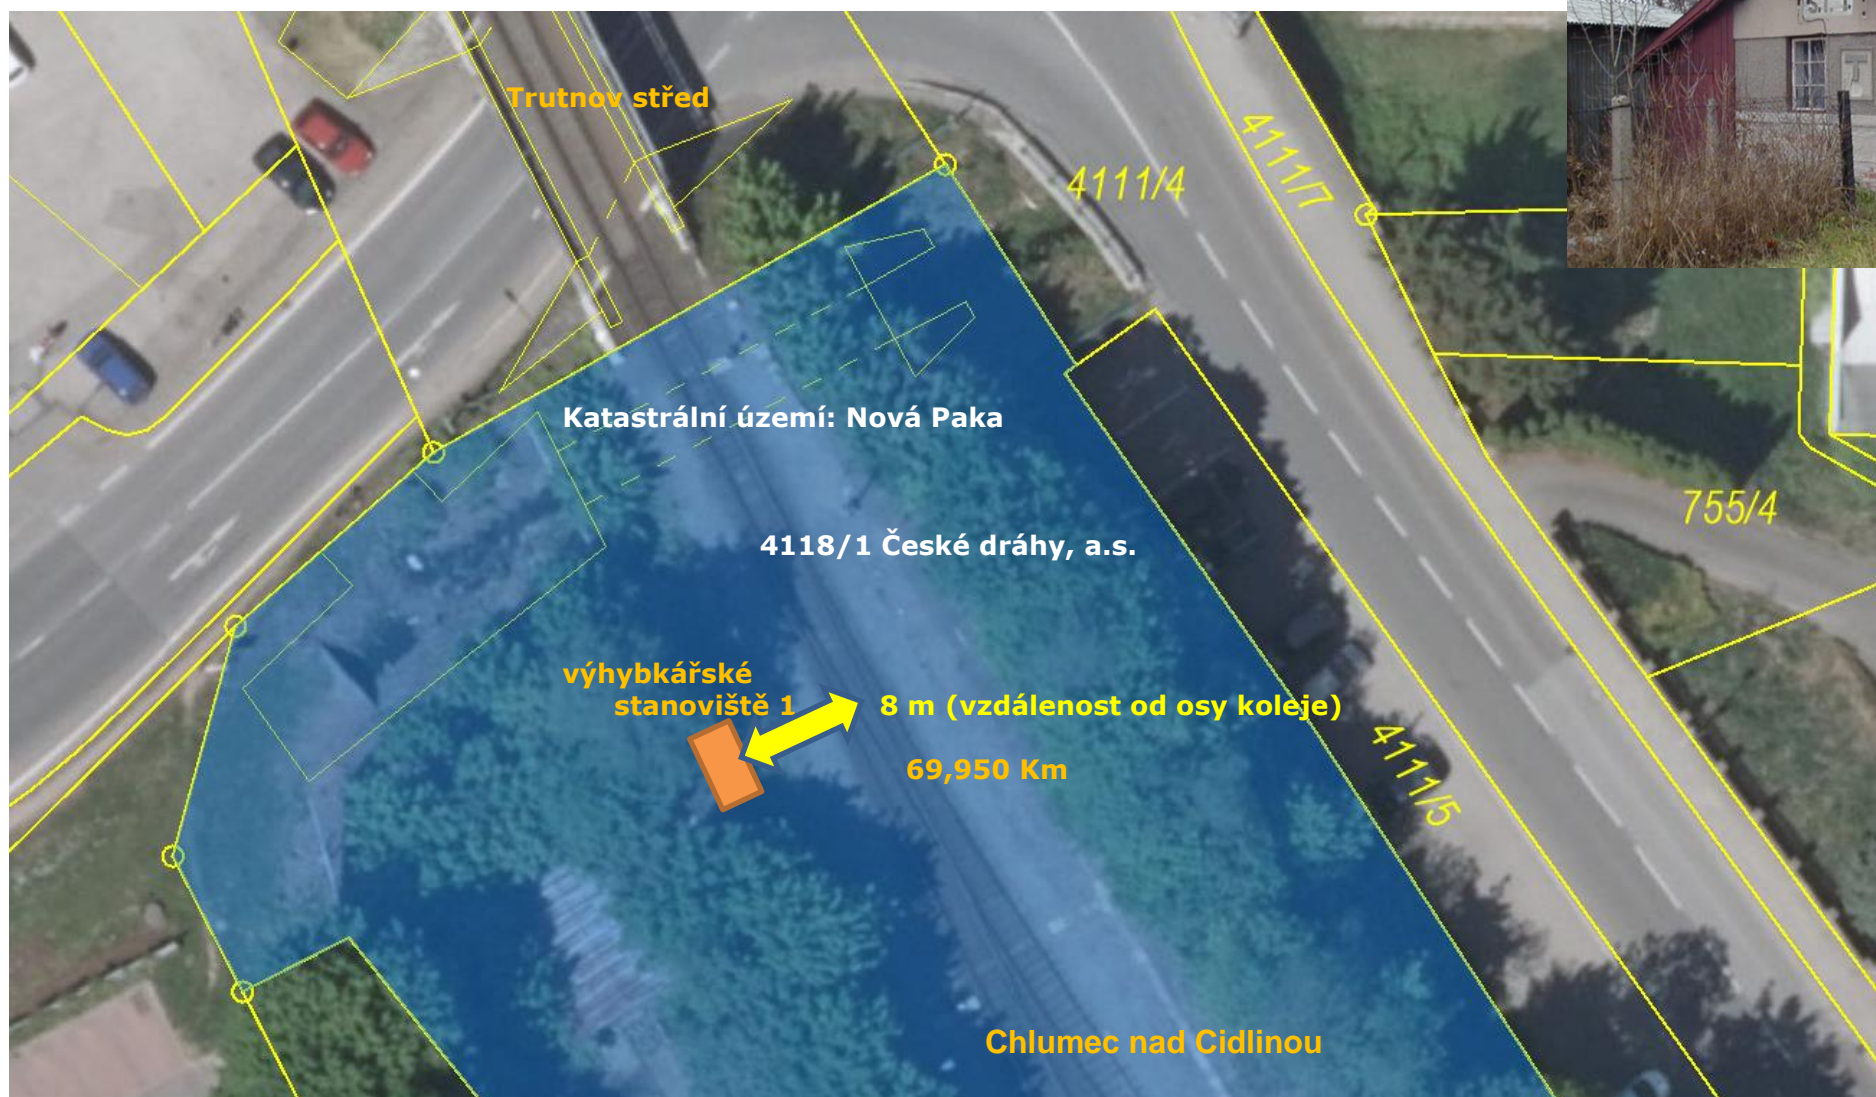 Trutnov střed
4111/7
4111/4
Katastrální území: Nová Paka
755/4
4118/1 České dráhy, a.s.
výhybkářské
stanoviště 1
8 m (vzdálenost od osy koleje)
69,950 Km
4111/5
Chlumec nad Cidlinou